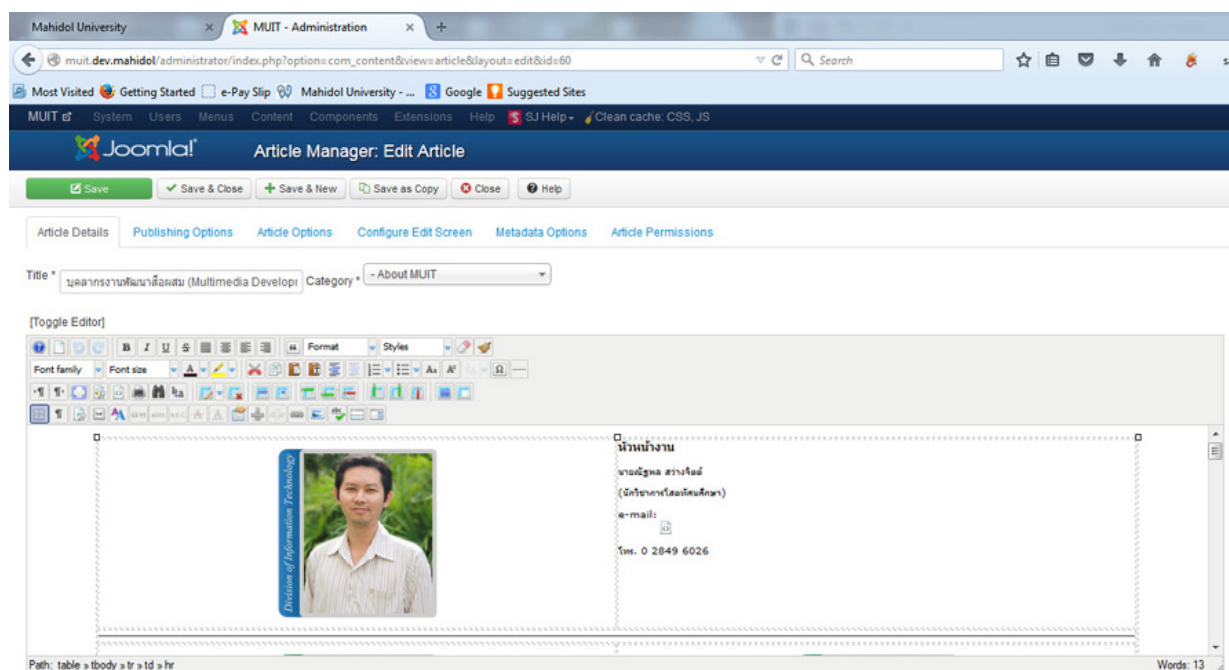 Mahidol University
MUIT - Administration
muit.dev.mahidol/administrator/index.php?option=com_content&view=article&layout=edit&id=60
Search
Most Visited Getting Started e-Pay Slip Mahidol University - ... Google Suggested Sites
MUIT System Users Menus Content Components Extensions Help SJ Help Clean cache: CSS, JS
Joomla! Article Manager: Edit Article
Save Save & Close Save & New Save as Copy Close Help
Article Details Publishing Options Article Options Configure Edit Screen Metadata Options Article Permissions
Title * บุคลากรงานพัฒนาสื่อผสม (Multimedia Developr Category * - About MUIT
[Toggle Editor]
B I U S Format Styles
Font family Font size
Division of Information Technology
หัวหน้างาน
นายณัฐพล สว่างจิตต์
(นักวิชาการโสตทัศนศึกษา)
e-mail:
โทร. 0 2849 6026
Path: table » tbody » tr » td » hr
Words: 13